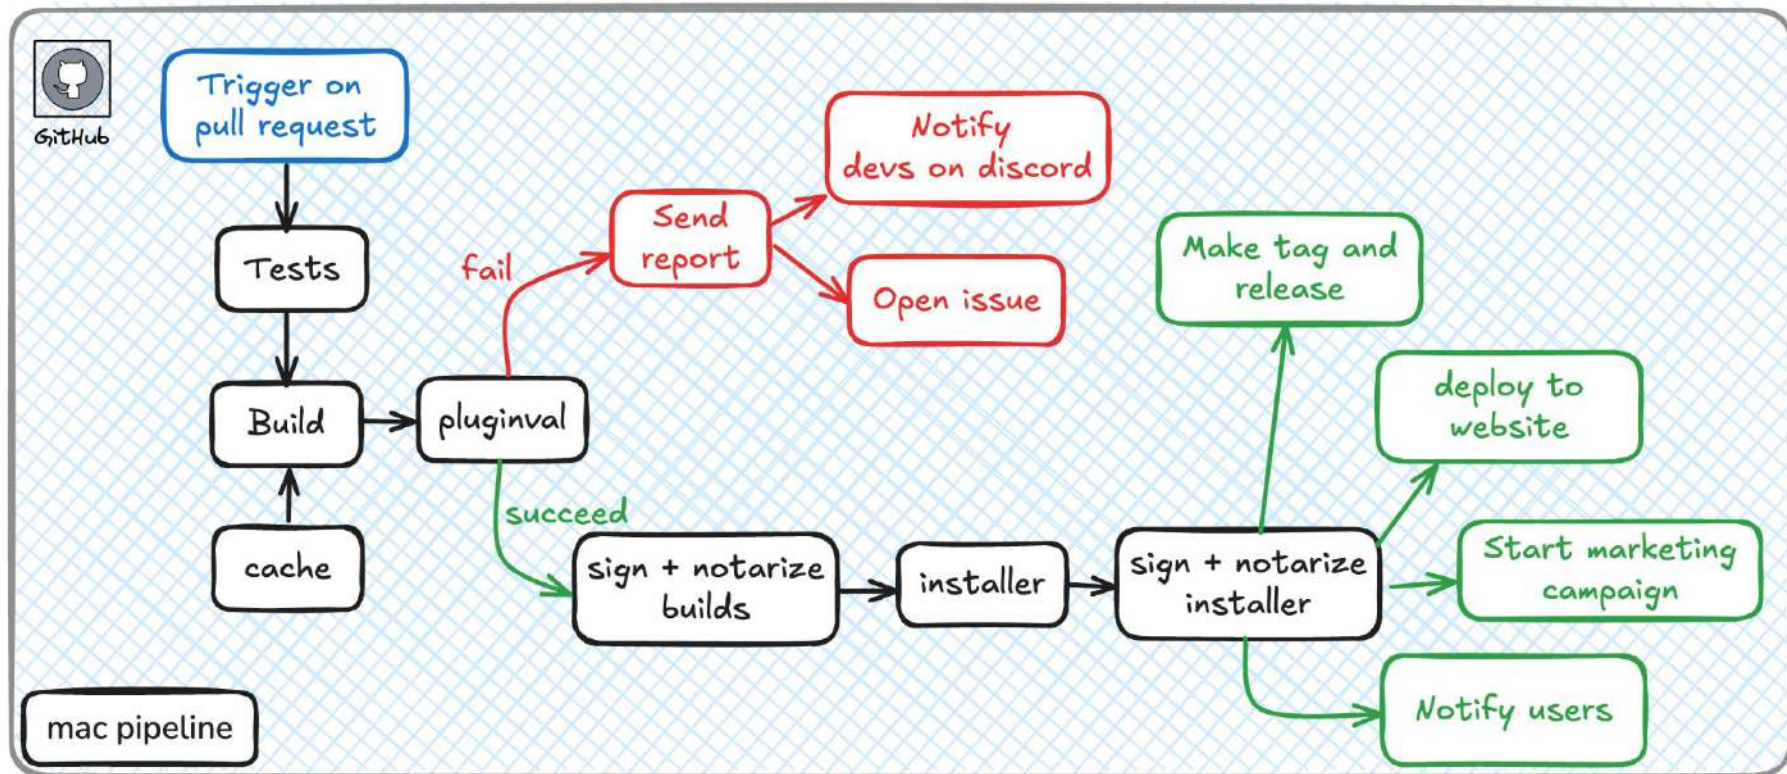 GitHub
Trigger on
pull request
Tests
Build
cache
pluginval
fail
Send
report
Notify
devs on discord
Open issue
succeed
sign + notarize
builds
installer
sign + notarize
installer
Make tag and
release
deploy to
website
Start marketing
campaign
Notify users
mac pipeline